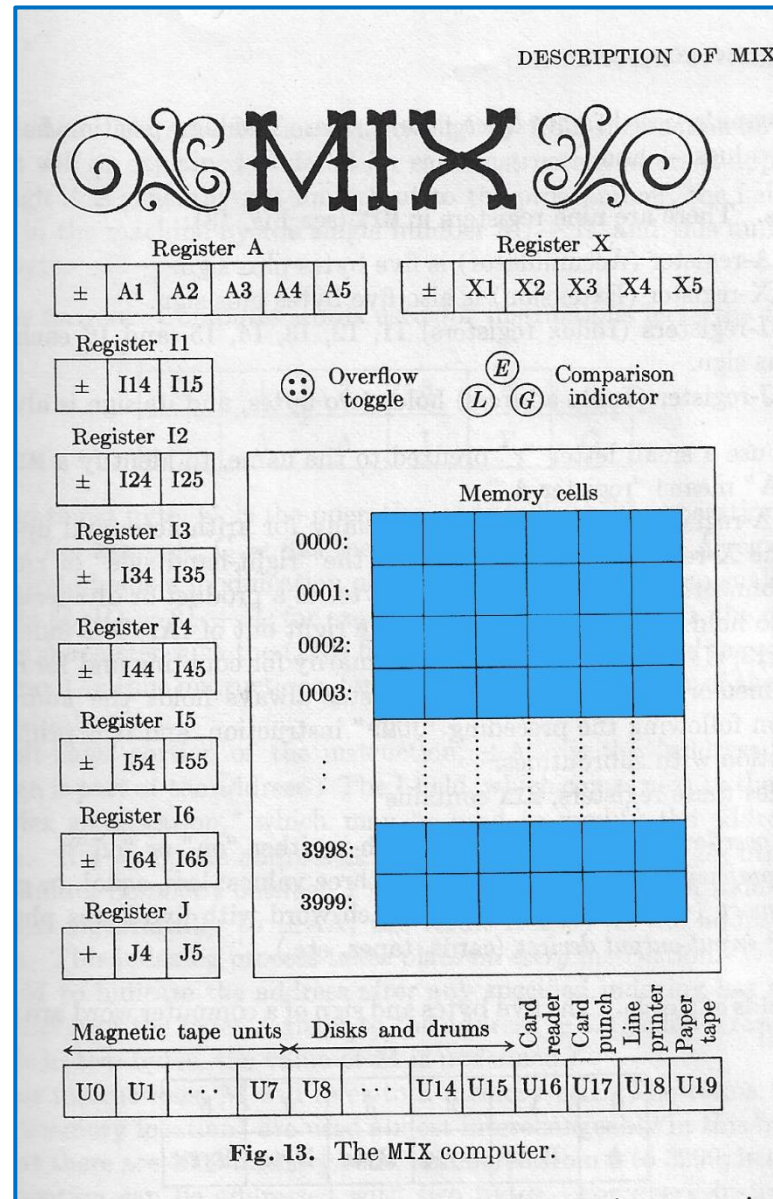 DESCRIPTION OF MIX
MIX
Register A
± A1 A2 A3 A4 A5
Register X
± X1 X2 X3 X4 X5
Register I1
± I14 I15
Overflow
toggle
E
L G
Comparison
indicator
Register I2
± I24 I25
Register I3
± I34 I35
Register I4
± I44 I45
Register I5
± I54 I55
Register I6
± I64 I65
Register J
+ J4 J5
Memory cells
0000:
0001:
0002:
0003:
3998:
3999:
Magnetic tape units
Disks and drums
Card
reader
Card
punch
Line
printer
Paper
tape
U0 U1 ···· U7 U8 ···· U14 U15 U16 U17 U18 U19
Fig. 13. The MIX computer.